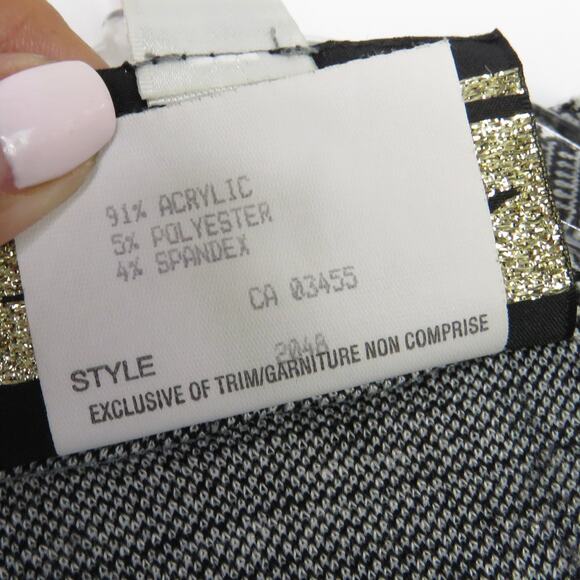 91% ACRYLIC
5% POLYESTER
4% SPANDEX
CA 03455
2048
STYLE
EXCLUSIVE OF TRIM/GARNITURE NON COMPRISE